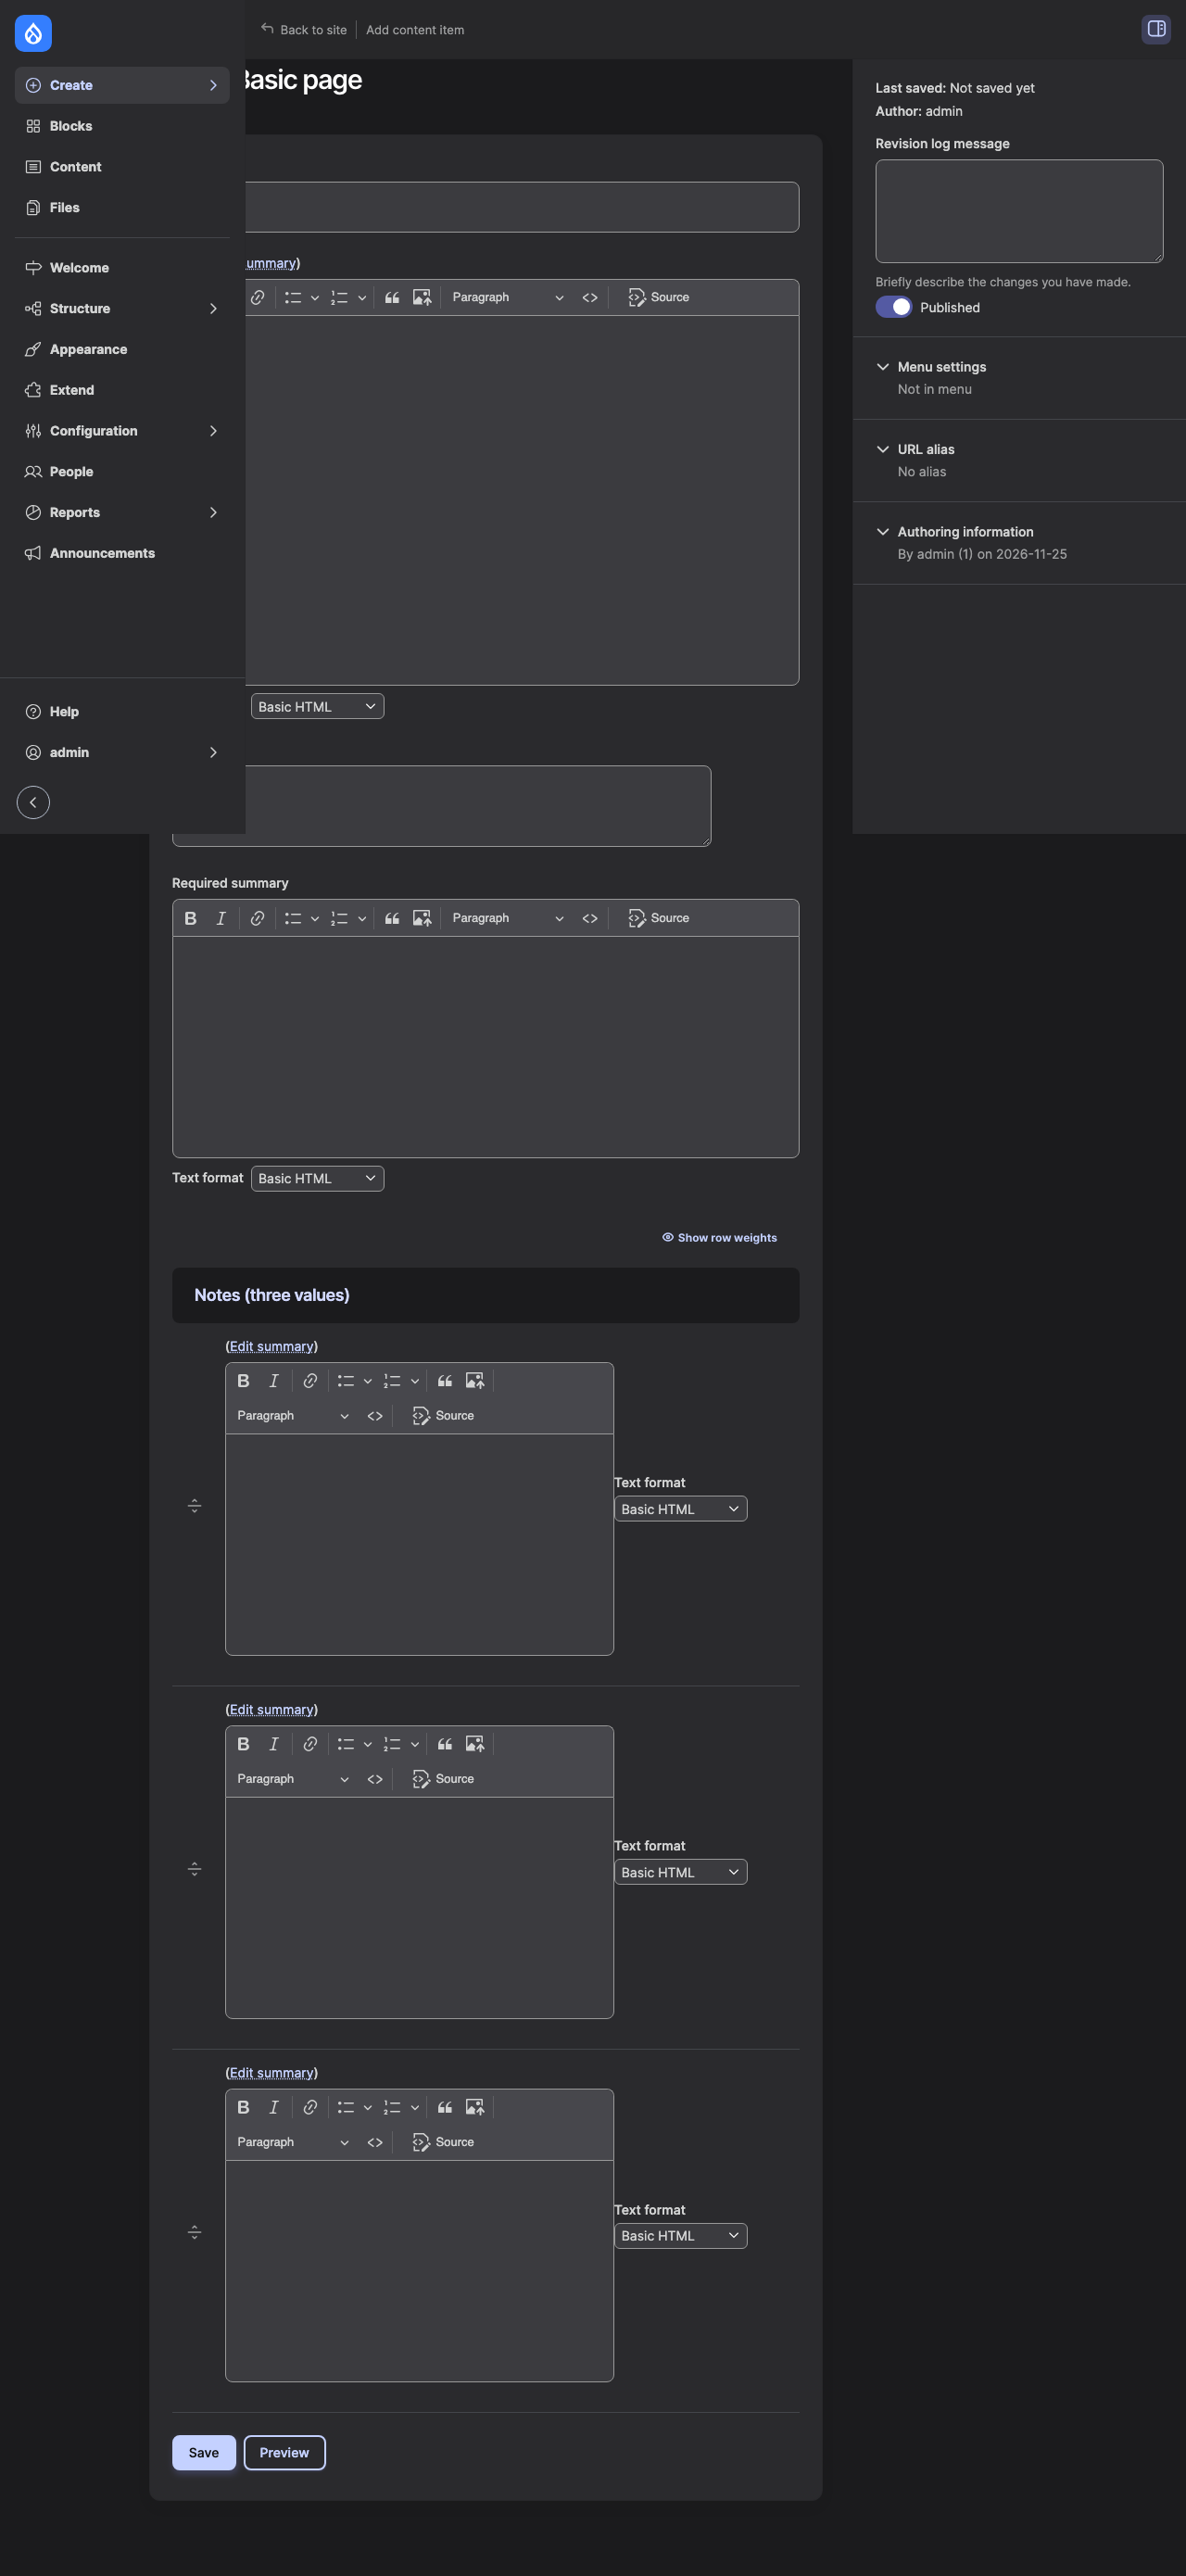 Back to site
Add content item
Create
Blocks
Content
Files
Welcome
Structure
Appearance
Extend
Configuration
People
Reports
Announcements
Help
admin
Basic page
ummary)
Paragraph
Source
Basic HTML
Required summary
Paragraph
Source
Text format
Basic HTML
Show row weights
Notes (three values)
(Edit summary)
Paragraph
Source
Text format
Basic HTML
(Edit summary)
Paragraph
Source
Text format
Basic HTML
(Edit summary)
Paragraph
Source
Text format
Basic HTML
Save
Preview
Last saved: Not saved yet
Author: admin
Revision log message
Briefly describe the changes you have made.
Published
Menu settings
Not in menu
URL alias
No alias
Authoring information
By admin (1) on 2026-11-25